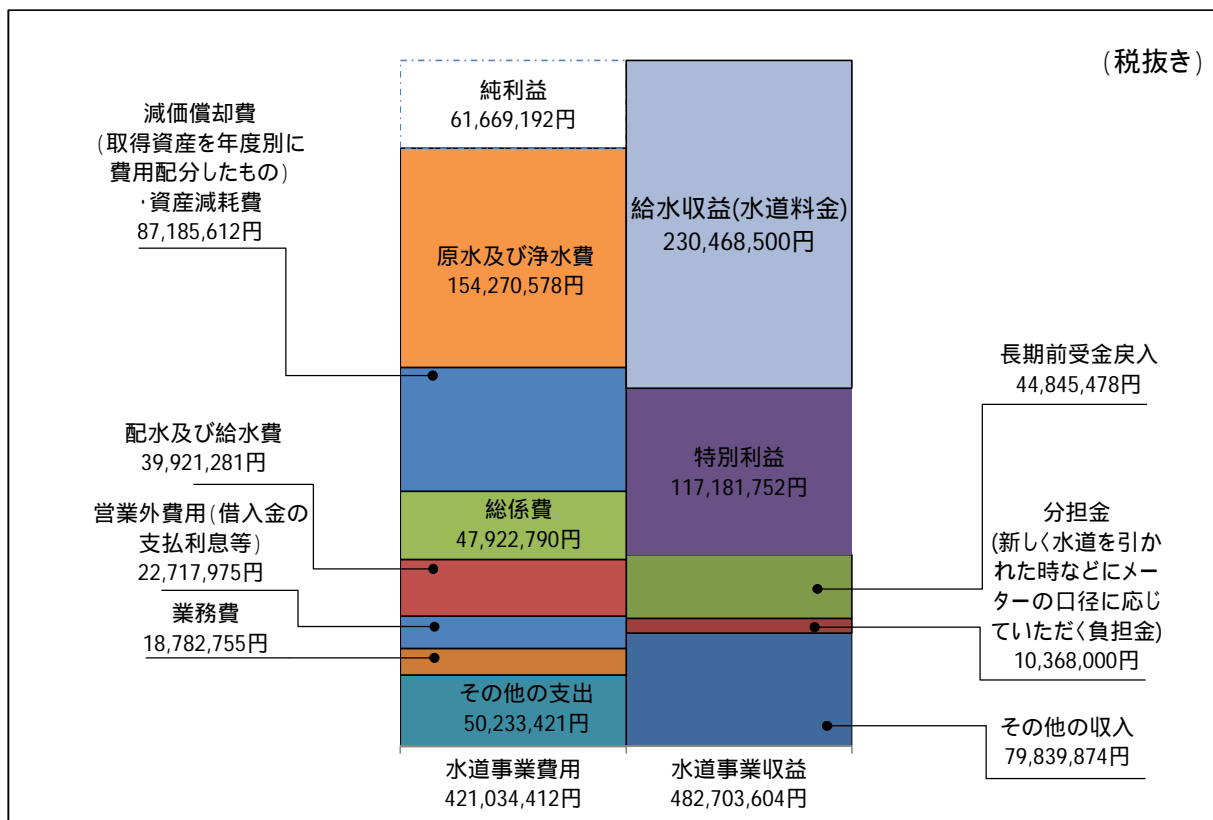 (税抜き)
純利益
61,669,192円
減価償却費
(取得資産を年度別に
費用配分したもの)
・資産減耗費
87,185,612円
給水収益(水道料金)
230,468,500円
原水及び浄水費
154,270,578円
長期前受金戻入
44,845,478円
配水及び給水費
39,921,281円
特別利益
117,181,752円
営業外費用(借入金の
支払利息等)
22,717,975円
総係費
47,922,790円
分担金
(新しく水道を引か
れた時などにメー
ターの口径に応じ
ていただく負担金)
10,368,000円
業務費
18,782,755円
その他の支出
50,233,421円
その他の収入
79,839,874円
水道事業費用
421,034,412円
水道事業収益
482,703,604円